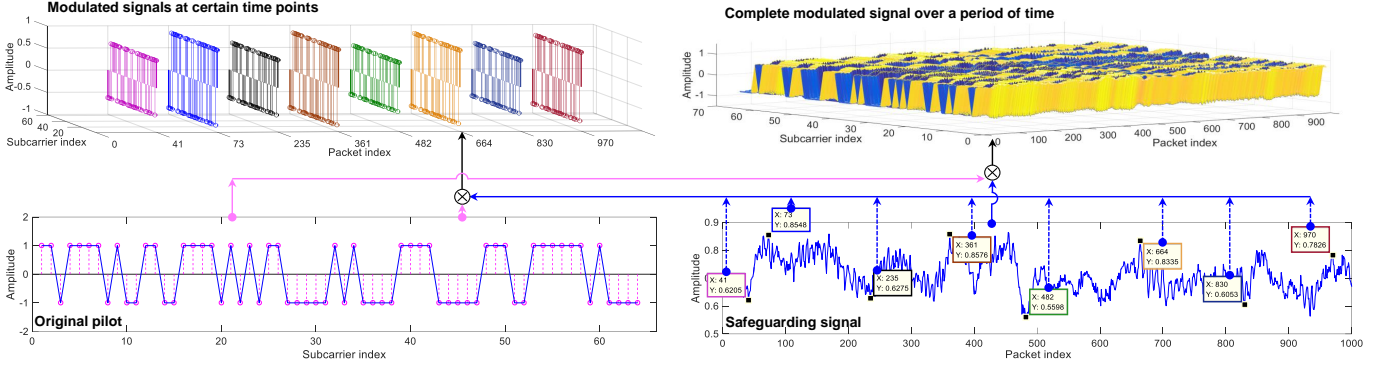 Modulated signals at certain time points
1
0.5
0
-0.5
-1
Amplitude
60
40
20
Subcarrier index
0
41
73
235
361
482
664
830
970
Packet index
Complete modulated signal over a period of time
1
0
-1
Amplitude
70
60
50
40
30
20
10
0
Subcarrier index
0
100
200
300
400
500
600
700
800
900
Packet index
2
1
0
-1
-2
Amplitude
Original pilot
0
10
20
30
40
50
60
Subcarrier index
0.9
0.8
0.7
0.6
0.5
Amplitude
X: 41
Y: 0.6205
X: 73
Y: 0.8548
X: 235
Y: 0.6275
X: 361
Y: 0.8576
X: 482
Y: 0.5598
X: 664
Y: 0.8335
X: 830
Y: 0.6053
X: 970
Y: 0.7826
Safeguarding signal
0
100
200
300
400
500
600
700
800
900
1000
Packet index